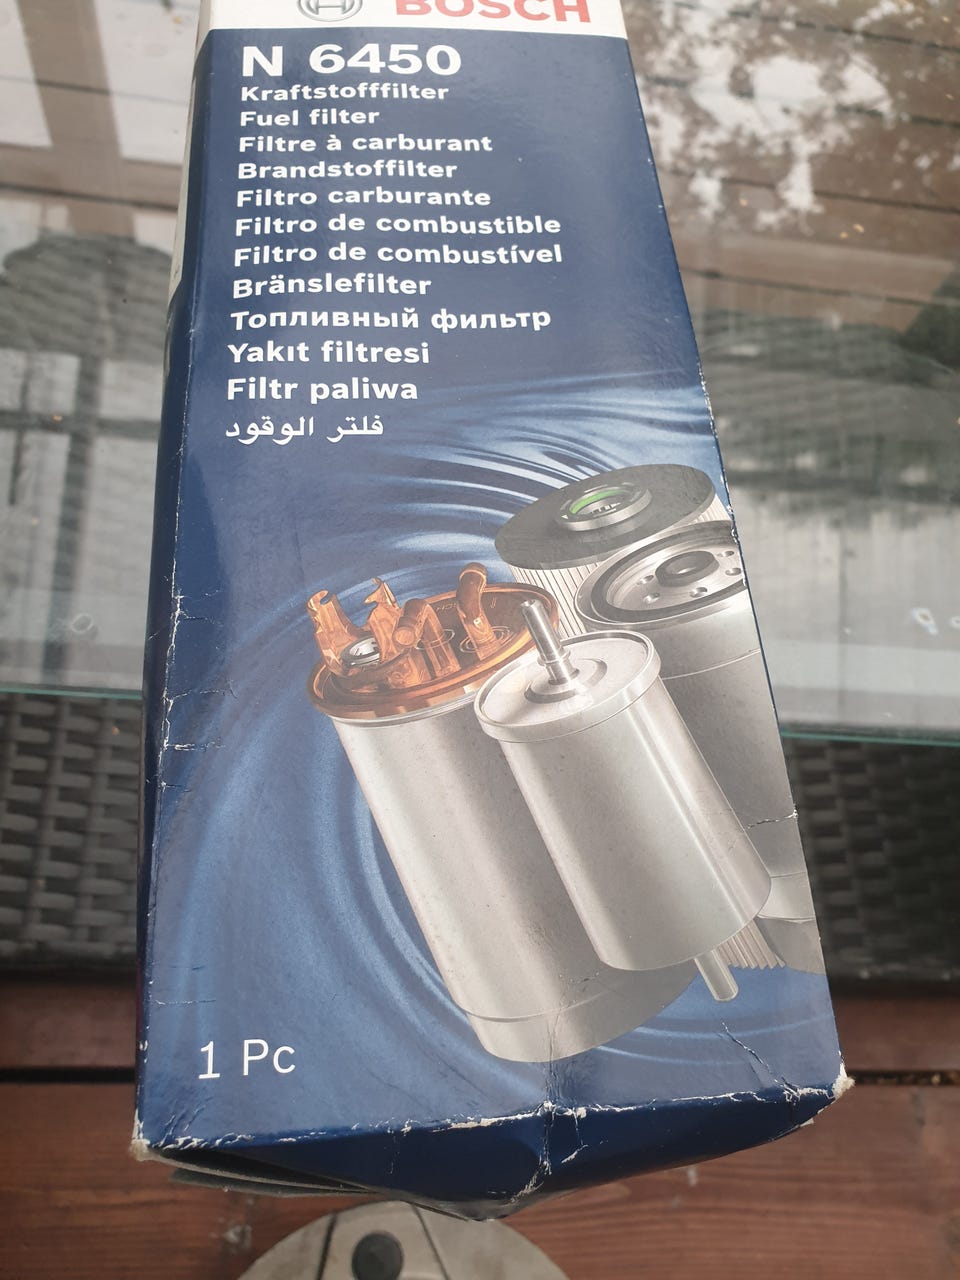 BOSCH
N 6450
Kraftstofffilter
Fuel filter
Filtre à carburant
Brandstoffilter
Filtro carburante
Filtro de combustible
Filtro de combustível
Bränslefilter
Топливный фильтр
Yakıt filtresi
Filtr paliwa
فلتر الوقود
1 Pc